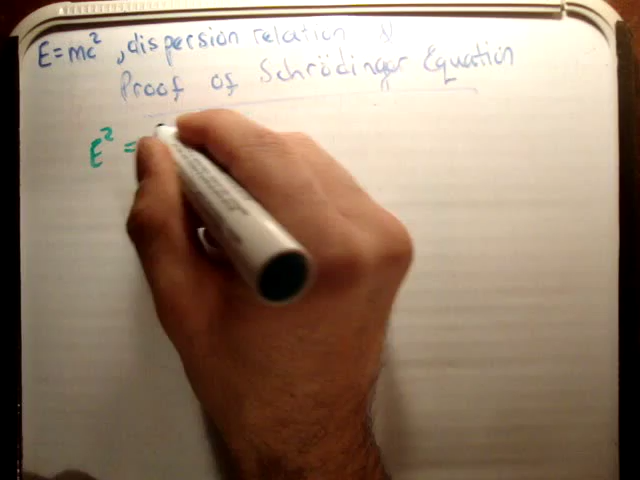 E=mc², dispersion relation &
Proof of Schrödinger Equation
E² =